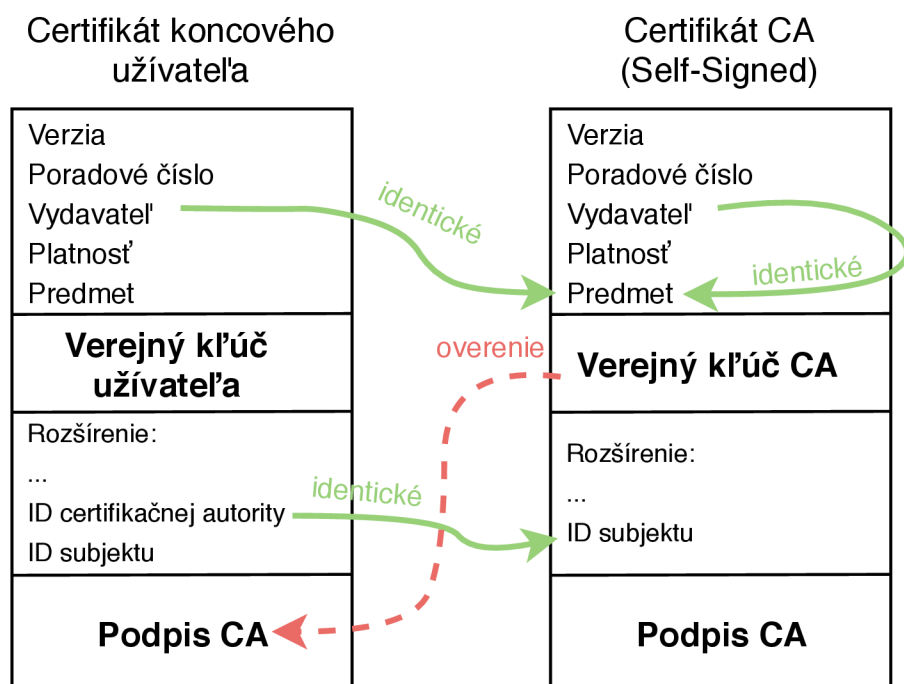 Certifikát koncového
užívateľa
Verzia
Poradové číslo
Vydavateľ
Platnosť
Predmet
Verejný kľúč
užívateľa
Rozšírenie:
...
ID certifikačnej autority
ID subjektu
Podpis CA
identické
overenie
identické
Certifikát CA
(Self-Signed)
Verzia
Poradové číslo
Vydavateľ
Platnosť
identické
Predmet
Verejný kľúč CA
Rozšírenie:
...
ID subjektu
Podpis CA